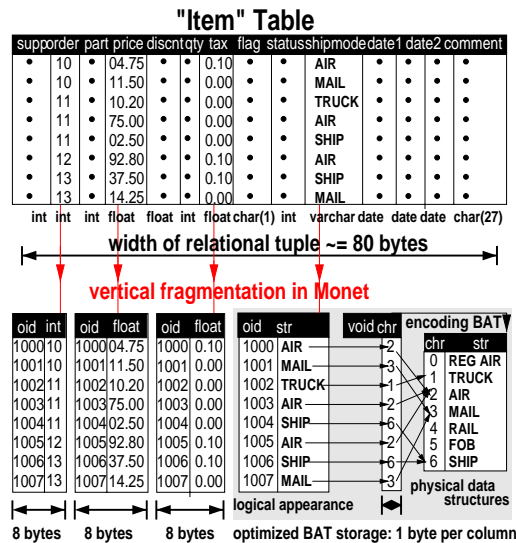 "Item" Table
supporder part price discntqty tax flag statusshipmodedate1 date2 comment
• 10 • 04.75 • • 0.10 • • AIR • • •
• 10 • 11.50 • • 0.00 • • MAIL • • •
• 11 • 10.20 • • 0.00 • • TRUCK • • •
• 11 • 75.00 • • 0.00 • • AIR • • •
• 11 • 02.50 • • 0.00 • • SHIP • • •
• 12 • 92.80 • • 0.10 • • AIR • • •
• 13 • 37.50 • • 0.10 • • SHIP • • •
• 13 • 14.25 • • 0.00 • • MAIL • • •
int int int float float int float char(1) int varchar date date date char(27)
width of relational tuple ~= 80 bytes
vertical fragmentation in Monet
oid int
1000 10
1001 10
1002 11
1003 11
1004 11
1005 12
1006 13
1007 13
8 bytes
oid float
1000 04.75
1001 11.50
1002 10.20
1003 75.00
1004 02.50
1005 92.80
1006 37.50
1007 14.25
8 bytes
oid float
1000 0.10
1001 0.00
1002 0.00
1003 0.00
1004 0.00
1005 0.10
1006 0.10
1007 0.00
8 bytes
oid str
1000 AIR
1001 MAIL
1002 TRUCK
1003 AIR
1004 SHIP
1005 AIR
1006 SHIP
1007 MAIL
logical appearance
void chr
2
3
1
2
6
2
6
3
encoding BAT
chr str
0 REG AIR
1 TRUCK
2 AIR
3 MAIL
4 RAIL
5 FOB
6 SHIP
physical data
structures
optimized BAT storage: 1 byte per column